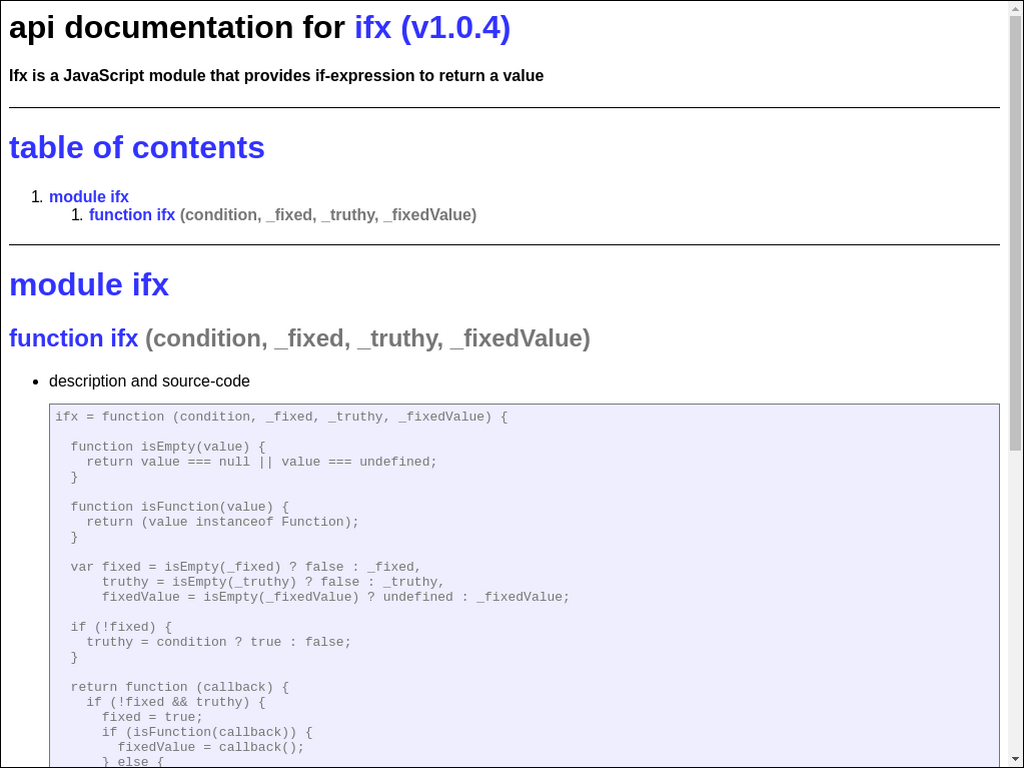 api documentation for ifx (v1.0.4)
Ifx is a JavaScript module that provides if-expression to return a value
table of contents
1. module ifx
1. function ifx (condition, _fixed, _truthy, _fixedValue)
module ifx
function ifx (condition, _fixed, _truthy, _fixedValue)
• description and source-code
ifx = function (condition, _fixed, _truthy, _fixedValue) {
function isEmpty(value) {
return value === null || value === undefined;
}
function isFunction(value) {
return (value instanceof Function);
}
var fixed = isEmpty(_fixed) ? false : _fixed,
truthy = isEmpty(_truthy) ? false : _truthy,
fixedValue = isEmpty(_fixedValue) ? undefined : _fixedValue;
if (!fixed) {
truthy = condition ? true : false;
}
return function (callback) {
if (!fixed && truthy) {
fixed = true;
if (isFunction(callback)) {
fixedValue = callback();
} else {